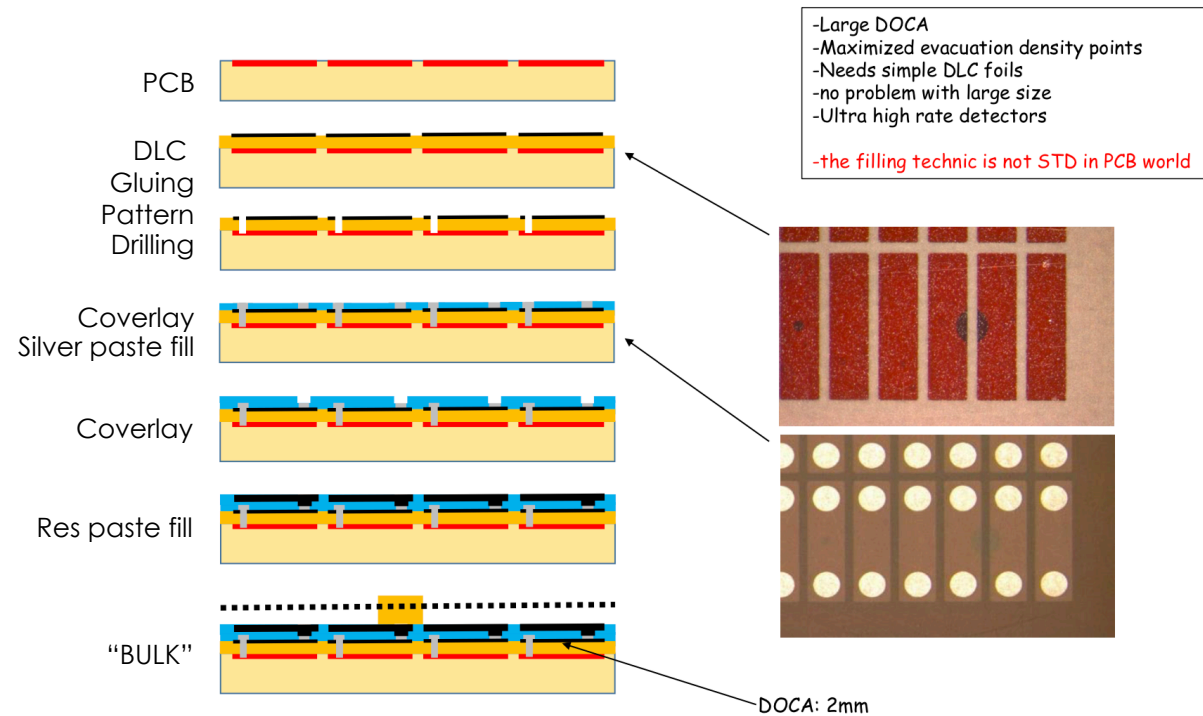 PCB
DLC
Gluing
Pattern
Drilling
Coverlay
Silver paste fill
Coverlay
Res paste fill
“BULK”
-Large DOCA
-Maximized evacuation density points
-Needs simple DLC foils
-no problem with large size
-Ultra high rate detectors
-the filling technic is not STD in PCB world
DOCA: 2mm